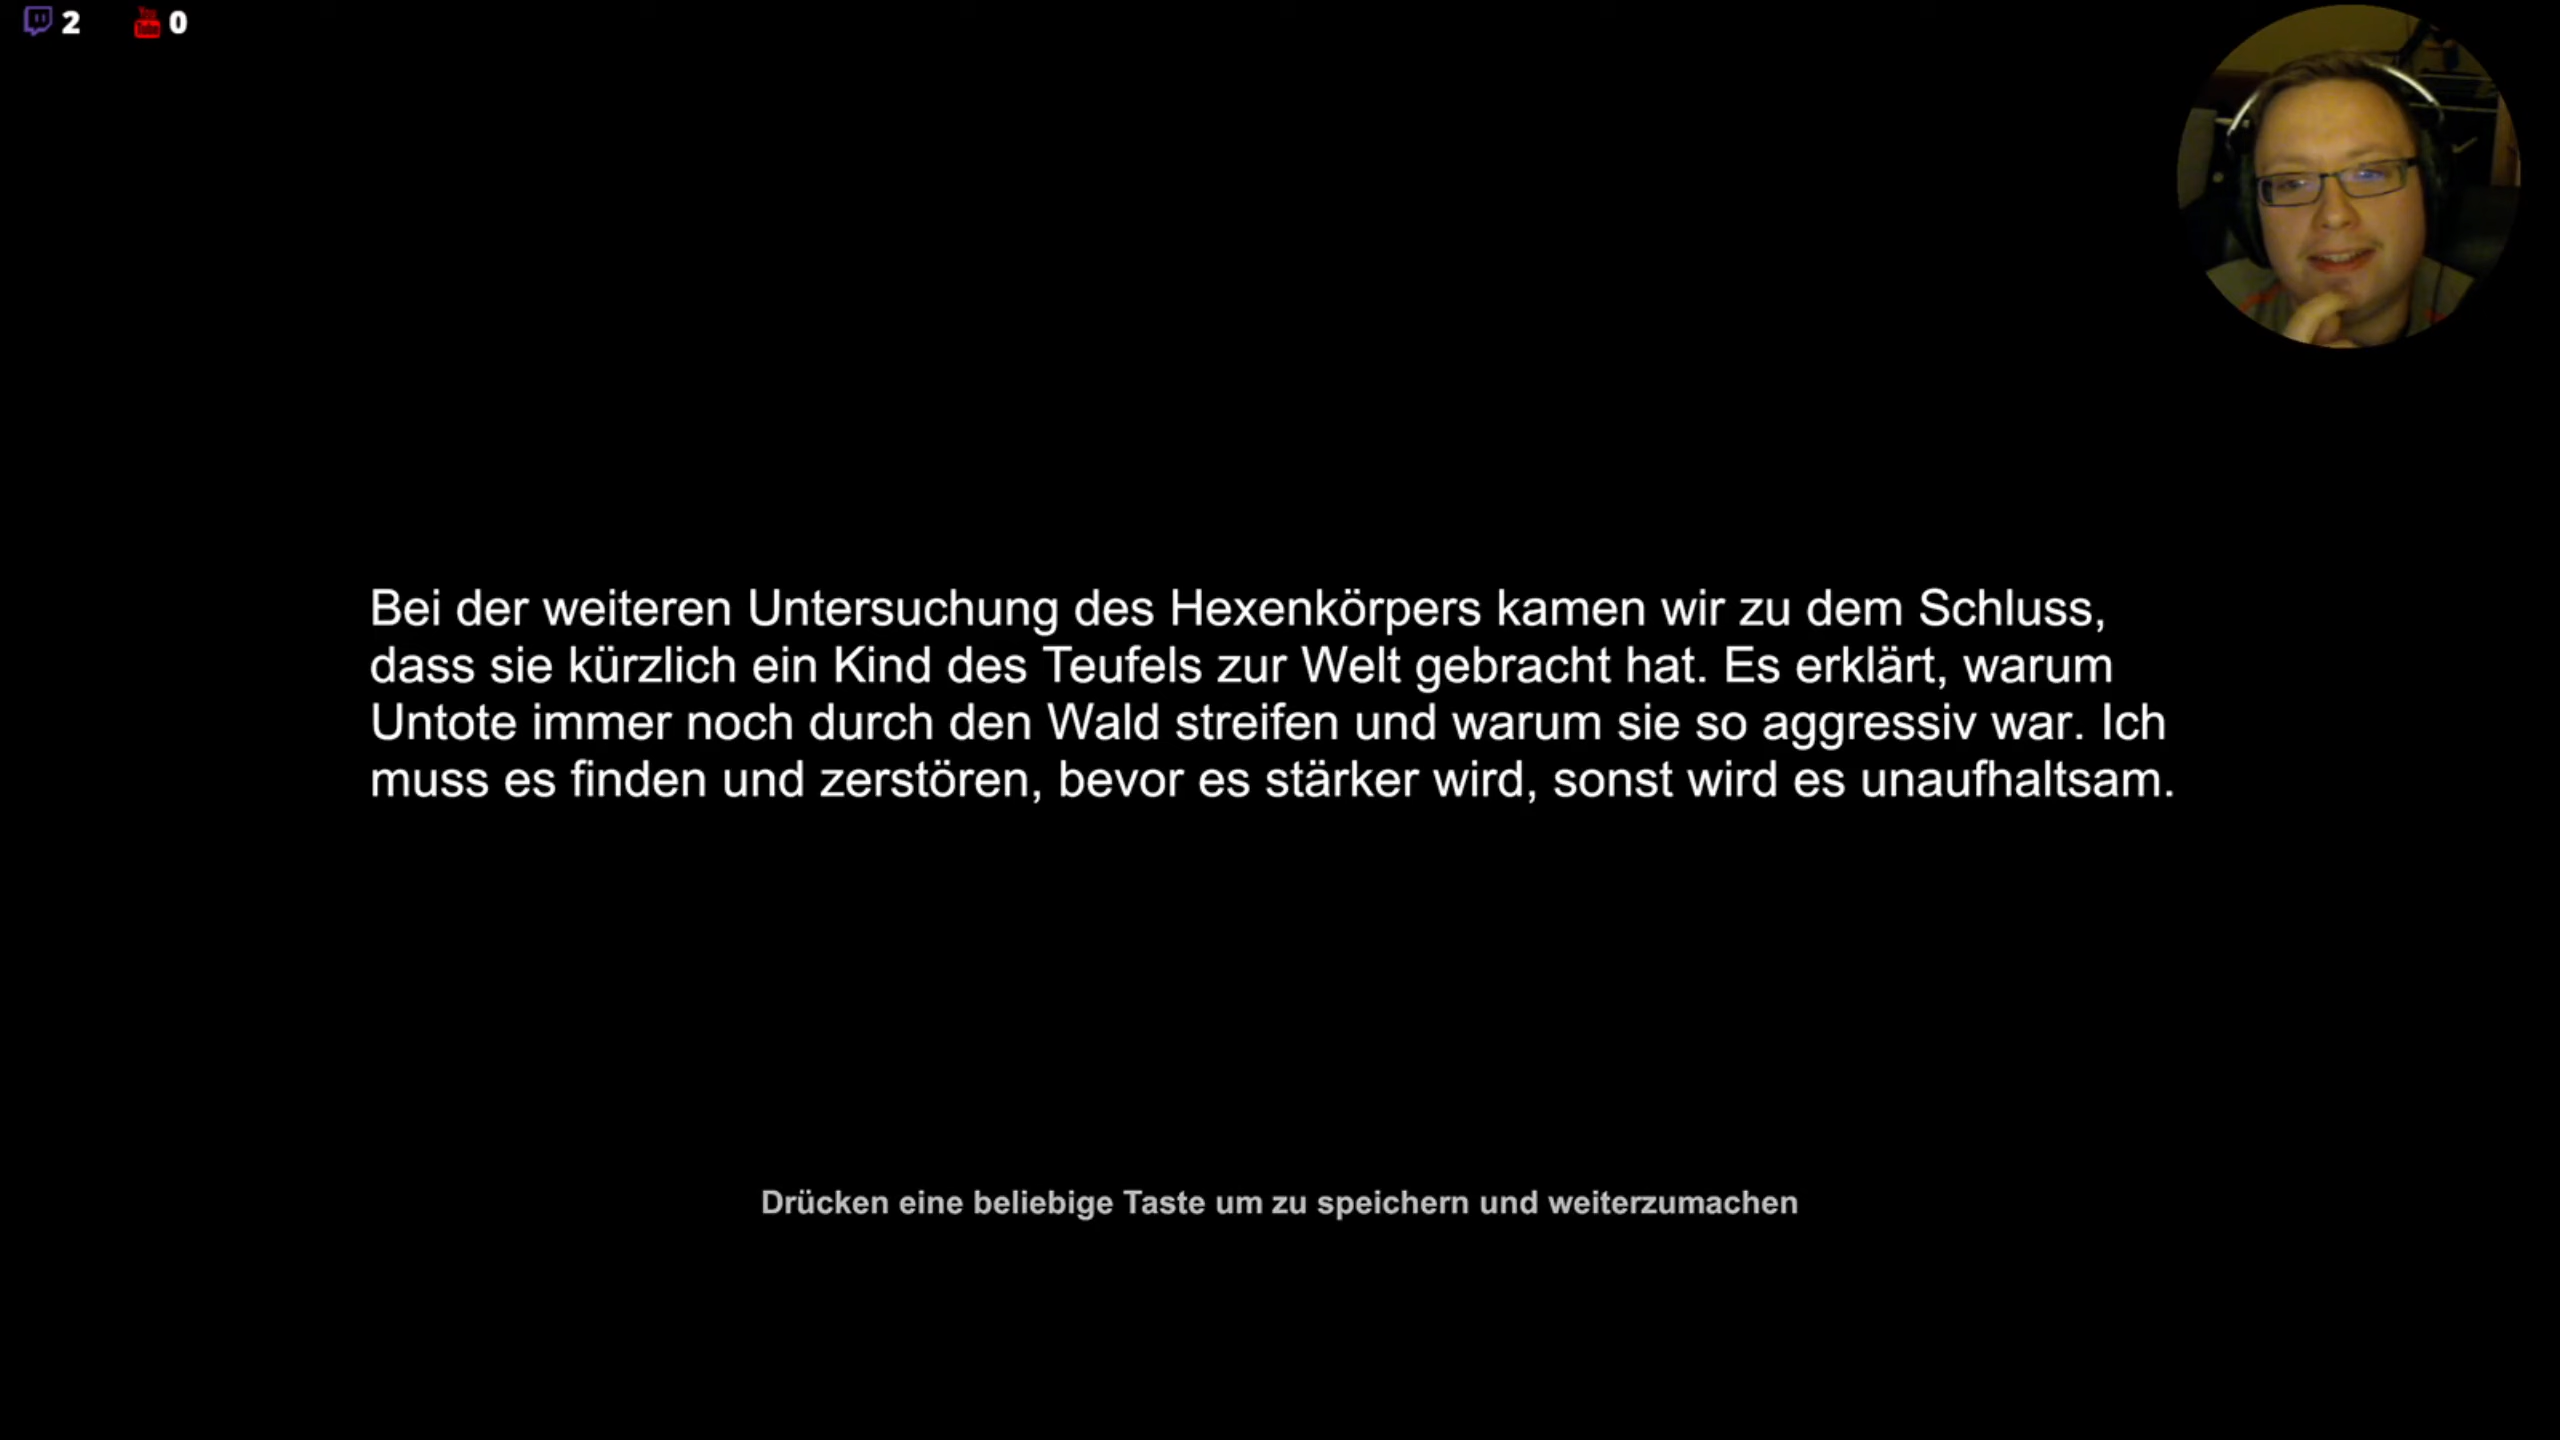 2 You Tube 0
Bei der weiteren Untersuchung des Hexenkörpers kamen wir zu dem Schluss,
dass sie kürzlich ein Kind des Teufels zur Welt gebracht hat. Es erklärt, warum
Untote immer noch durch den Wald streifen und warum sie so aggressiv war. Ich
muss es finden und zerstören, bevor es stärker wird, sonst wird es unaufhaltsam.
Drücken eine beliebige Taste um zu speichern und weiterzumachen